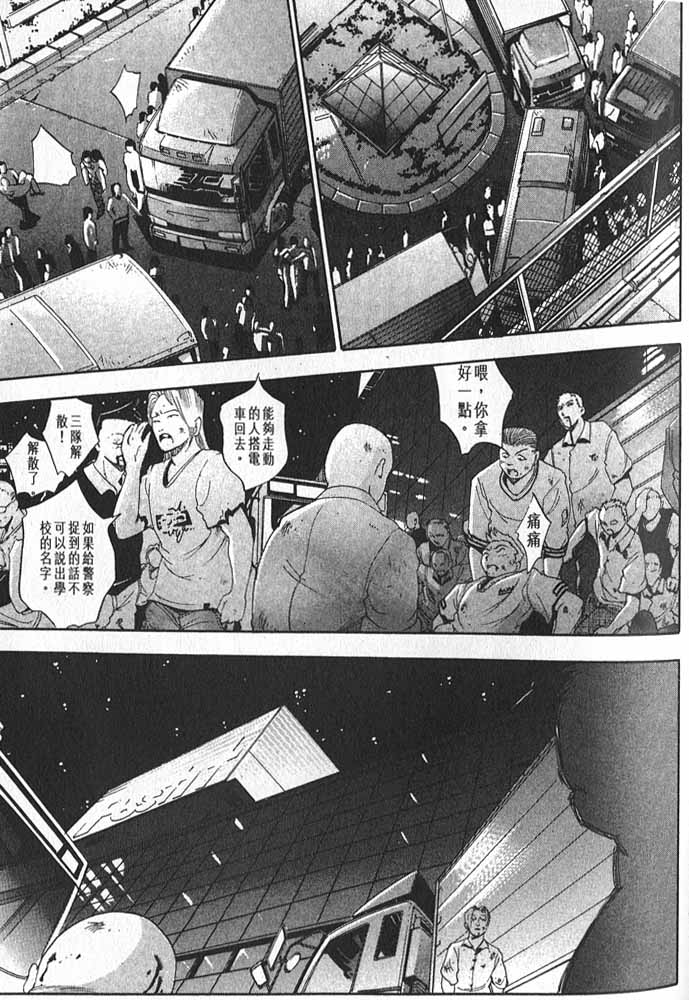 喂，你拿
好一點。
痛痛
能夠走動
的人搭電
車回去。
三隊解
散！
解散了。
如果給警察
捉到的話不
可以說出學
校的名字。